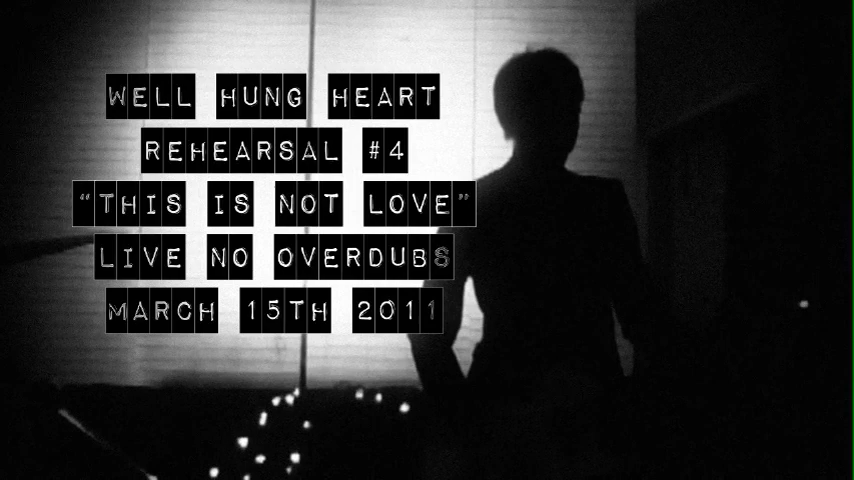 WELL HUNG HEART
REHEARSAL #4
"THIS IS NOT LOVE"
LIVE NO OVERDUBS
MARCH 15TH 2011